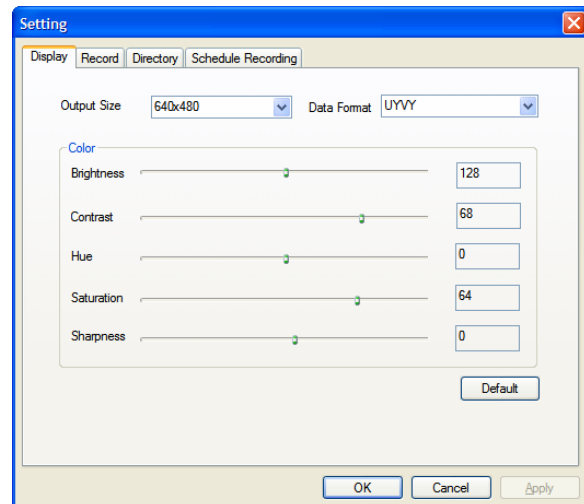 Setting
Display Record Directory Schedule Recording
Output Size 640x480 Data Format UYVY
Color
Brightness 128
Contrast 68
Hue 0
Saturation 64
Sharpness 0
Default
OK Cancel Apply